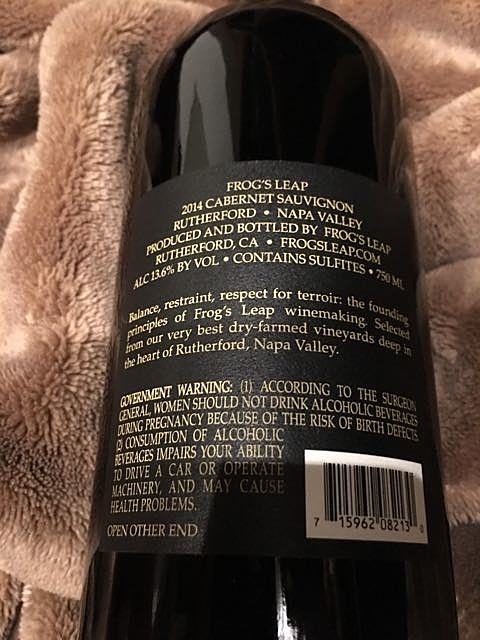 FROG'S LEAP
2014 CABERNET SAUVIGNON
RUTHERFORD • NAPA VALLEY
PRODUCED AND BOTTLED BY FROG'S LEAP
RUTHERFORD, CA • FROGSLEAP.COM
ALC 13.6% BY VOL • CONTAINS SULFITES • 750 ML
Balance, restraint, respect for terroir: the founding
principles of Frog's Leap winemaking. Selected
from our very best dry-farmed vineyards deep in
the heart of Rutherford, Napa Valley.
GOVERNMENT WARNING: (1) ACCORDING TO THE SURGEON
GENERAL, WOMEN SHOULD NOT DRINK ALCOHOLIC BEVERAGES
DURING PREGNANCY BECAUSE OF THE RISK OF BIRTH DEFECTS.
(2) CONSUMPTION OF ALCOHOLIC
BEVERAGES IMPAIRS YOUR ABILITY
TO DRIVE A CAR OR OPERATE
MACHINERY, AND MAY CAUSE
HEALTH PROBLEMS.
OPEN OTHER END
7 15962 08213 0